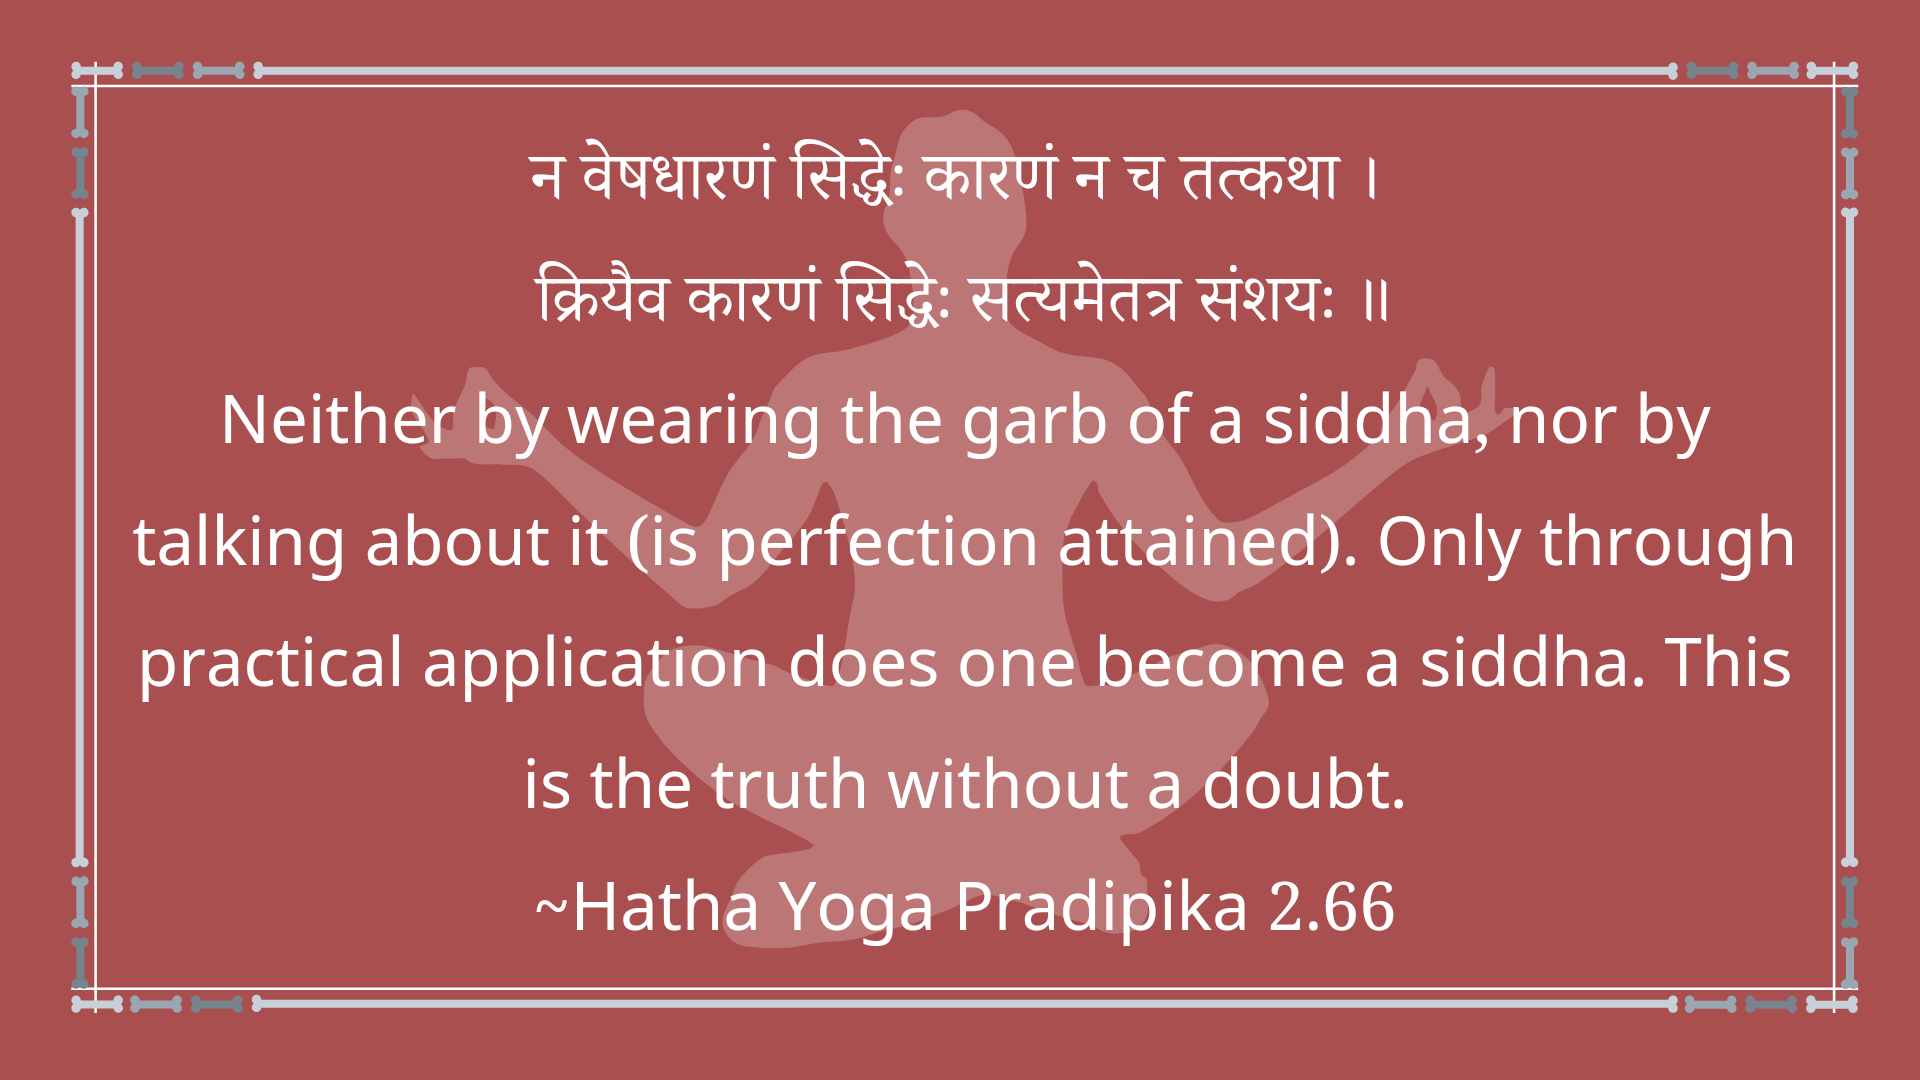 न वेषधारणं सिद्धेः कारणं न च तत्कथा ।
क्रियैव कारणं सिद्धेः सत्यमेतत्र संशयः ॥
Neither by wearing the garb of a siddha, nor by
talking about it (is perfection attained). Only through
practical application does one become a siddha. This
is the truth without a doubt.
~Hatha Yoga Pradipika 2.66